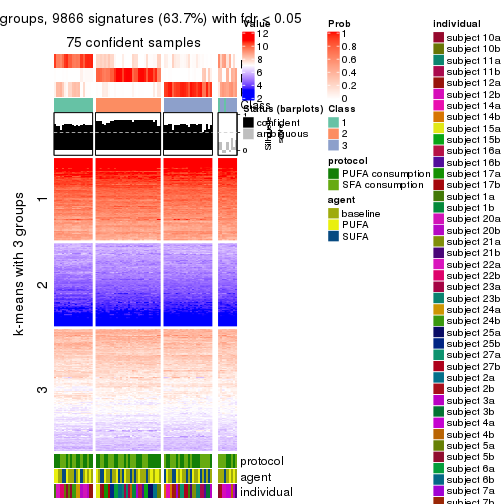 groups, 9866 signatures (63.7%) with fdr < 0.05
75 confident samples
k-means with 3 groups
1
2
3
Class
protocol
agent
individual
Value
12
10
8
6
4
2
Status (barplots)
confident
ambiguous
1
0
Prob
1
0.8
0.6
0.4
0.2
0
Class
1
2
3
protocol
PUFA consumption
SFA consumption
agent
baseline
PUFA
SUFA
individual
subject 10a
subject 10b
subject 11a
subject 11b
subject 12a
subject 12b
subject 14a
subject 14b
subject 15a
subject 15b
subject 16a
subject 16b
subject 17a
subject 17b
subject 1a
subject 1b
subject 20a
subject 20b
subject 21a
subject 21b
subject 22a
subject 22b
subject 23a
subject 23b
subject 24a
subject 24b
subject 25a
subject 25b
subject 27a
subject 27b
subject 2a
subject 2b
subject 3a
subject 3b
subject 4a
subject 4b
subject 5a
subject 5b
subject 6a
subject 6b
subject 7a
subject 7b